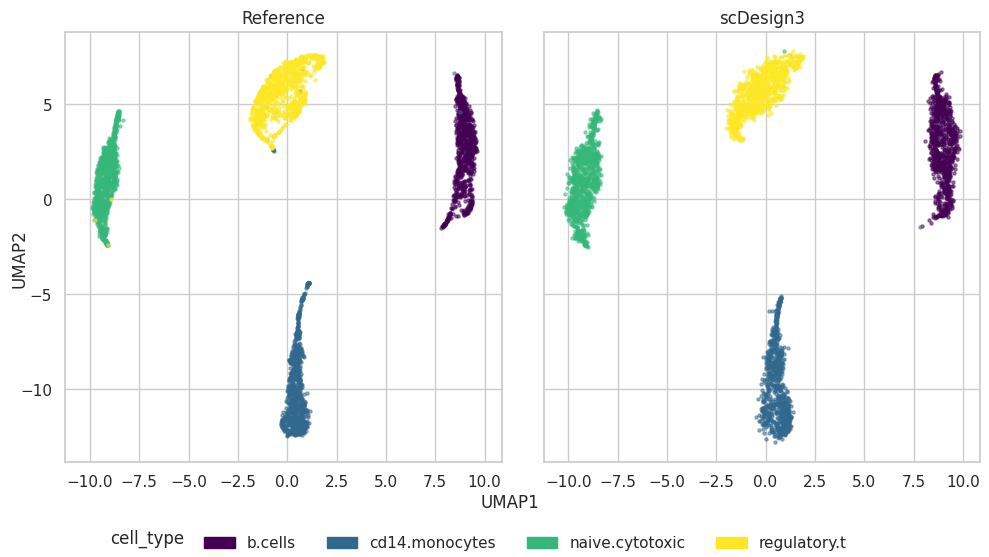 Reference
scDesign3
5
0
−5
−10
UMAP2
−10.0 −7.5 −5.0 −2.5 0.0 2.5 5.0 7.5 10.0
−10.0 −7.5 −5.0 −2.5 0.0 2.5 5.0 7.5 10.0
UMAP1
cell_type b.cells cd14.monocytes naive.cytotoxic regulatory.t